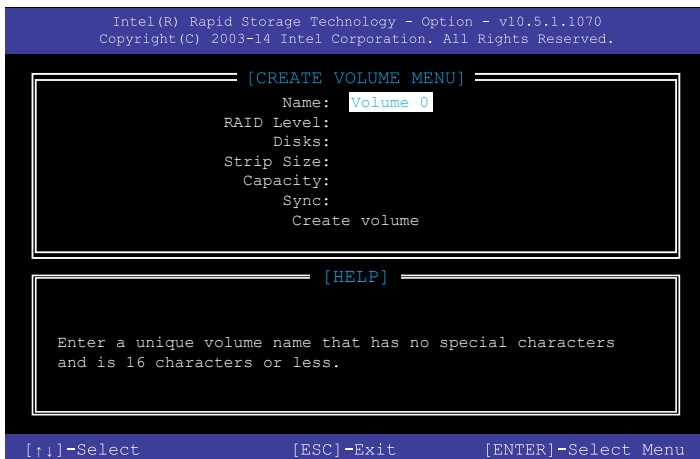 Intel(R) Rapid Storage Technology - Option - v10.5.1.1070
Copyright(C) 2003-14 Intel Corporation. All Rights Reserved.
[CREATE VOLUME MENU]
Name: Volume 0
RAID Level:
Disks:
Strip Size:
Capacity:
Sync:
Create volume
[HELP]
Enter a unique volume name that has no special characters
and is 16 characters or less.
[↑↓]-Select [ESC]-Exit [ENTER]-Select Menu